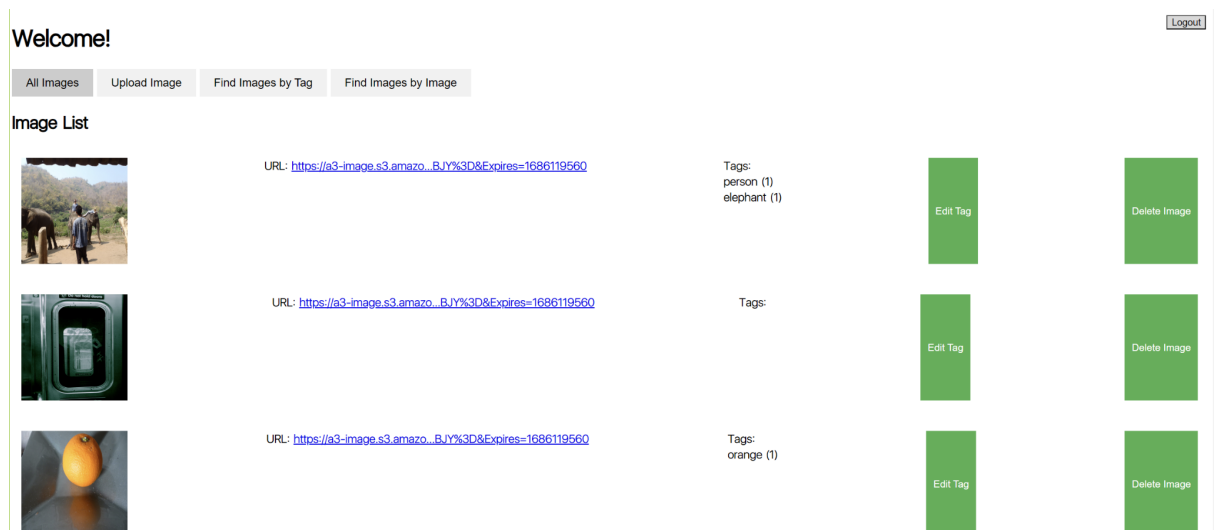 Logout
Welcome!
All Images Upload Image Find Images by Tag Find Images by Image
Image List
URL: https://a3-image.s3.amazo...BJY%3D&Expires=1686119560
Tags:
person (1)
elephant (1)
Edit Tag
Delete Image
URL: https://a3-image.s3.amazo...BJY%3D&Expires=1686119560
Tags:
Edit Tag
Delete Image
URL: https://a3-image.s3.amazo...BJY%3D&Expires=1686119560
Tags:
orange (1)
Edit Tag
Delete Image